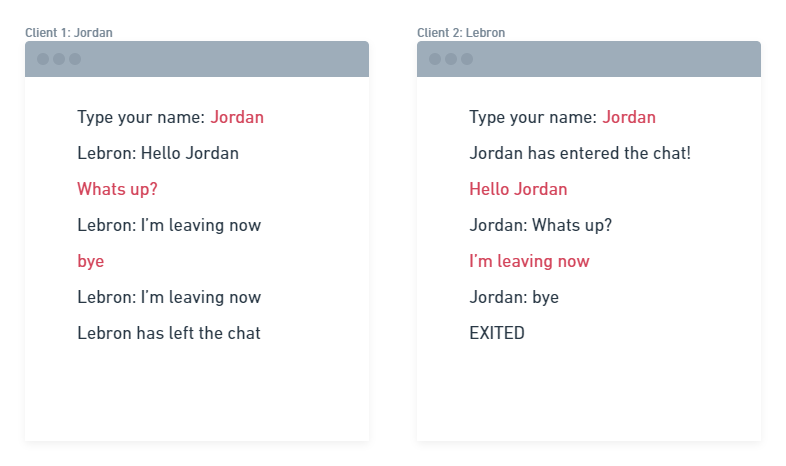 Client 1: Jordan
Type your name: Jordan
Lebron: Hello Jordan
Whats up?
Lebron: I'm leaving now
bye
Lebron: I'm leaving now
Lebron has left the chat
Client 2: Lebron
Type your name: Jordan
Jordan has entered the chat!
Hello Jordan
Jordan: Whats up?
I'm leaving now
Jordan: bye
EXITED